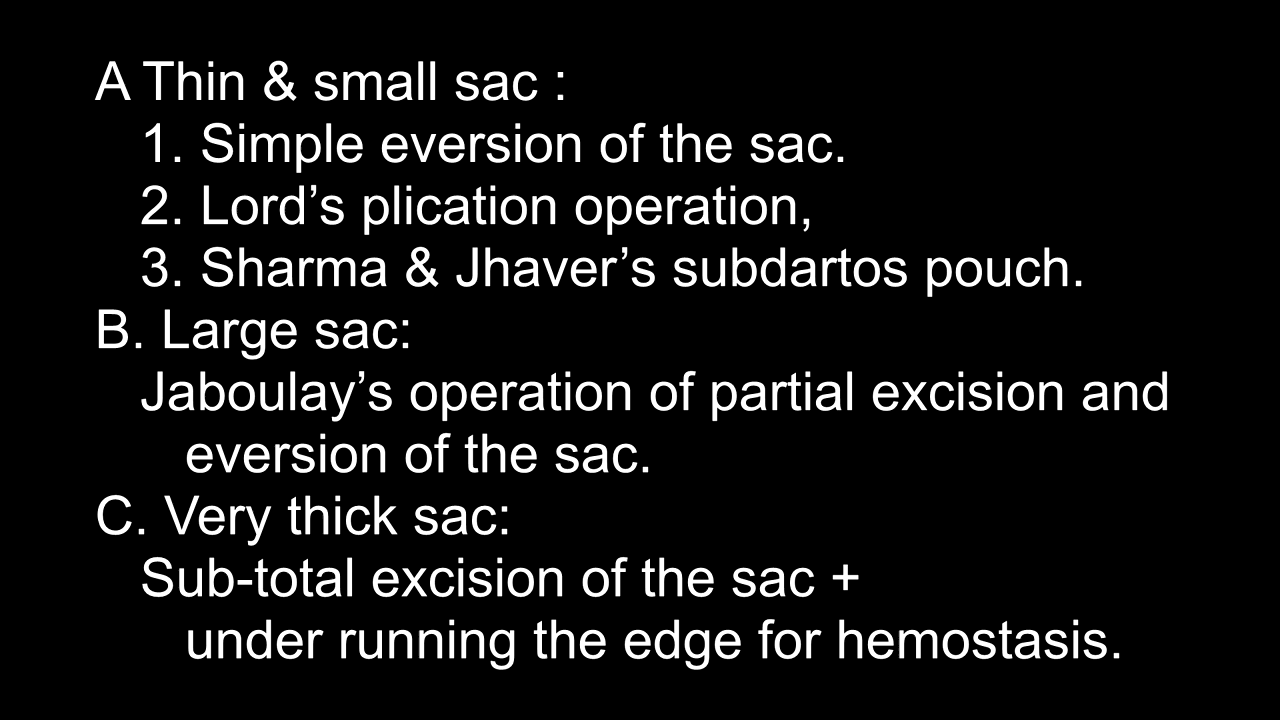 A Thin & small sac :
1. Simple eversion of the sac.
2. Lord’s plication operation,
3. Sharma & Jhaver’s subdartos pouch.
B. Large sac:
Jaboulay’s operation of partial excision and
eversion of the sac.
C. Very thick sac:
Sub-total excision of the sac +
under running the edge for hemostasis.